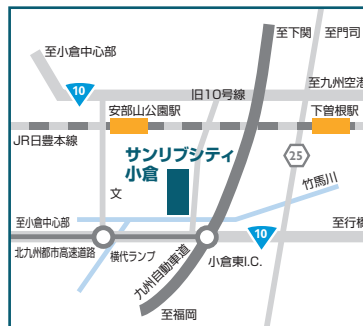 至下関
至門司
至小倉中心部
10
旧10号線
至九州空港
安部山公園駅
下曽根駅
JR日豊本線
サンリブシティ
小倉
25
竹馬川
文
至小倉中心部
10
至行橋
北九州都市高速道路
横代ランプ
九州自動車道
小倉東I.C.
至福岡